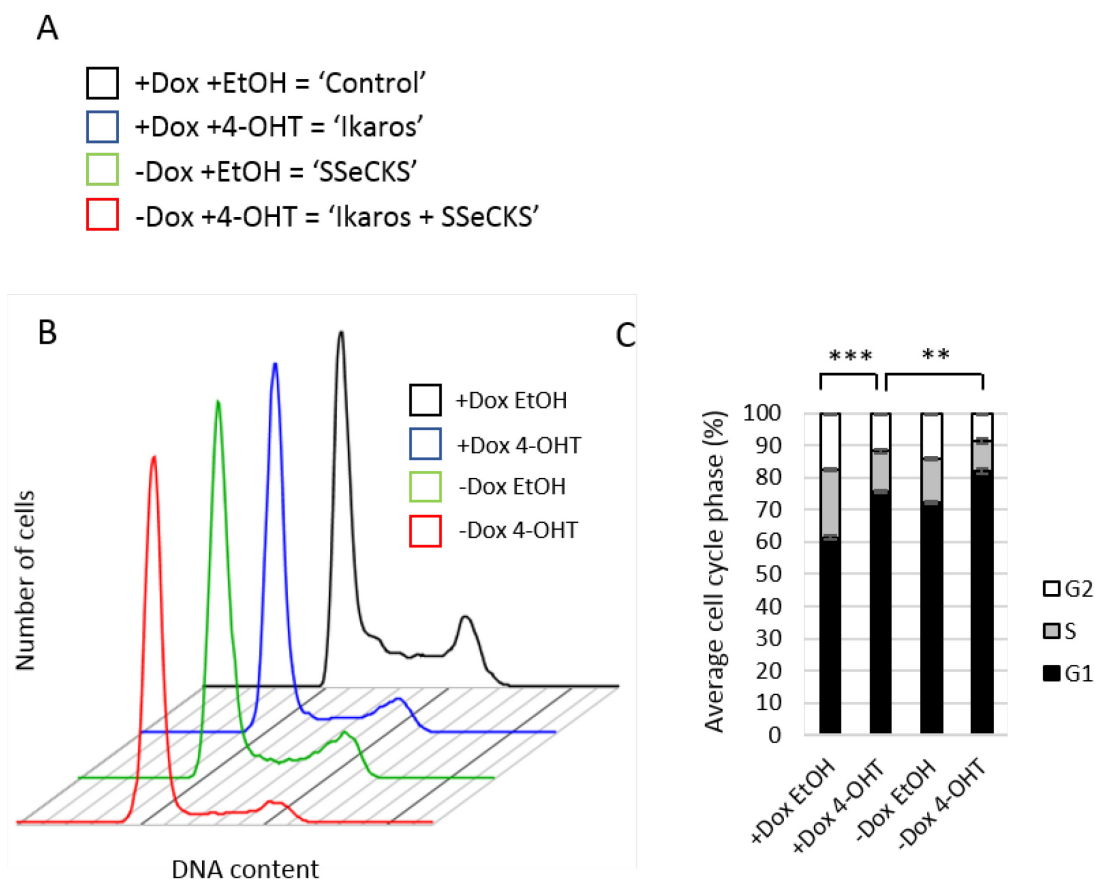 A
+Dox +EtOH = ‘Control’
+Dox +4-OHT = ‘Ikaros’
-Dox +EtOH = ‘SSeCKS’
-Dox +4-OHT = ‘Ikaros + SSeCKS’
B
Number of cells
+Dox EtOH
+Dox 4-OHT
-Dox EtOH
-Dox 4-OHT
DNA content
C
*** **
Average cell cycle phase (%)
100
90
80
70
60
50
40
30
20
10
0
+Dox EtOH
+Dox 4-OHT
-Dox EtOH
-Dox 4-OHT
G2
S
G1